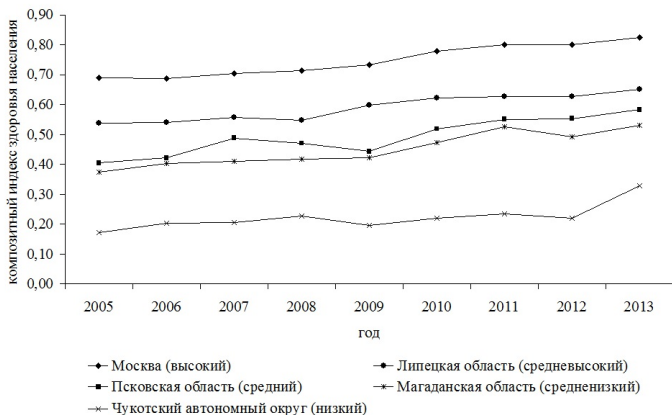 композитный индекс здоровья населения
0,90
0,80
0,70
0,60
0,50
0,40
0,30
0,20
0,10
0,00
2005 2006 2007 2008 2009 2010 2011 2012 2013
год
Москва (высокий) Липецкая область (средневысокий)
Псковская область (средний) Магаданская область (средненизкий)
Чукотский автономный округ (низкий)